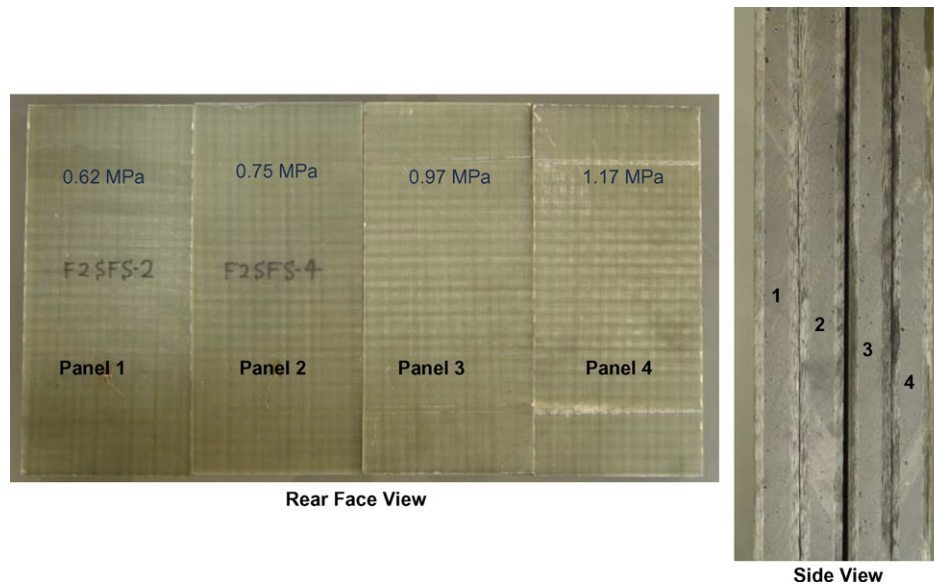 0.62 MPa
0.75 MPa
0.97 MPa
1.17 MPa
F2SFS-2
F2SFS-4
Panel 1
Panel 2
Panel 3
Panel 4
Rear Face View
1
2
3
4
Side View